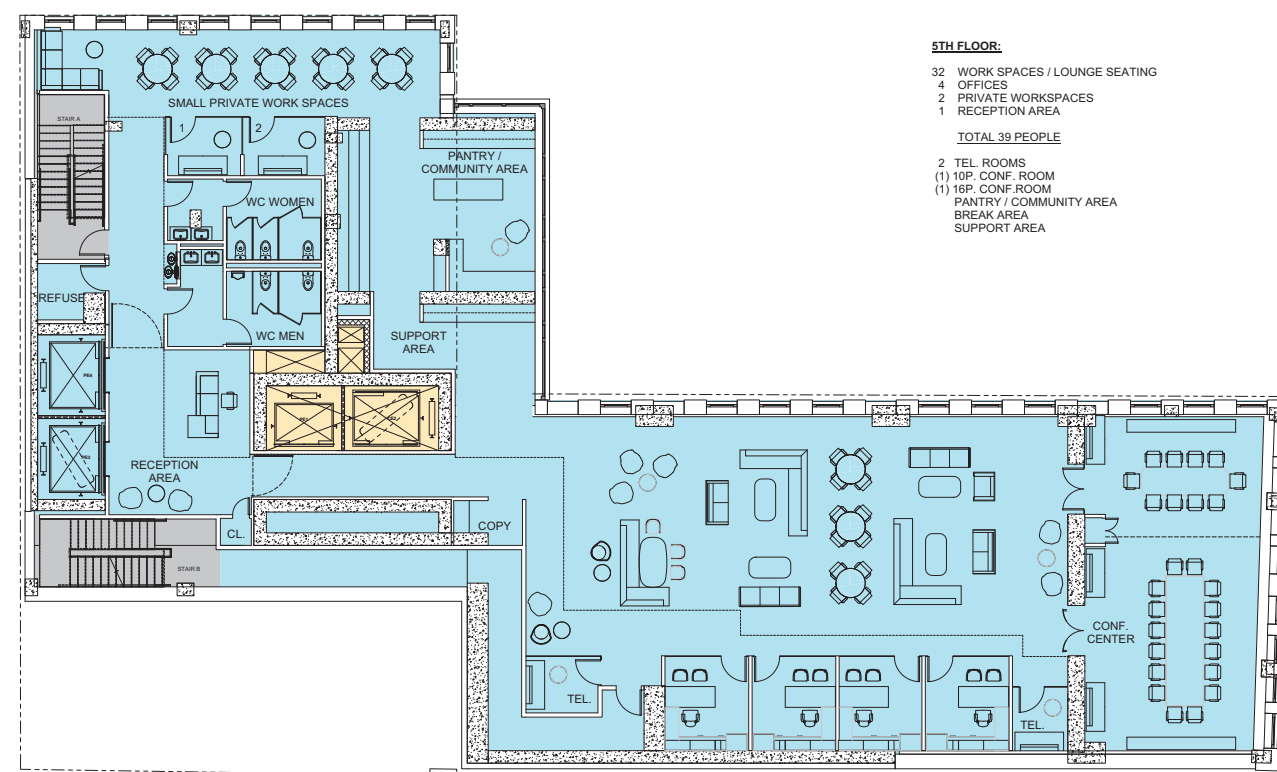 5TH FLOOR:
32 WORK SPACES / LOUNGE SEATING
4 OFFICES
2 PRIVATE WORKSPACES
1 RECEPTION AREA
TOTAL 39 PEOPLE
2 TEL. ROOMS
(1) 10P. CONF. ROOM
(1) 16P. CONF.ROOM
PANTRY / COMMUNITY AREA
BREAK AREA
SUPPORT AREA
SMALL PRIVATE WORK SPACES
STAIR A
1
2
PANTRY /
COMMUNITY AREA
WC WOMEN
REFUSE
WC MEN
SUPPORT
AREA
RECEPTION
AREA
CL.
COPY
STAIR B
CONF.
CENTER
TEL.
TEL.